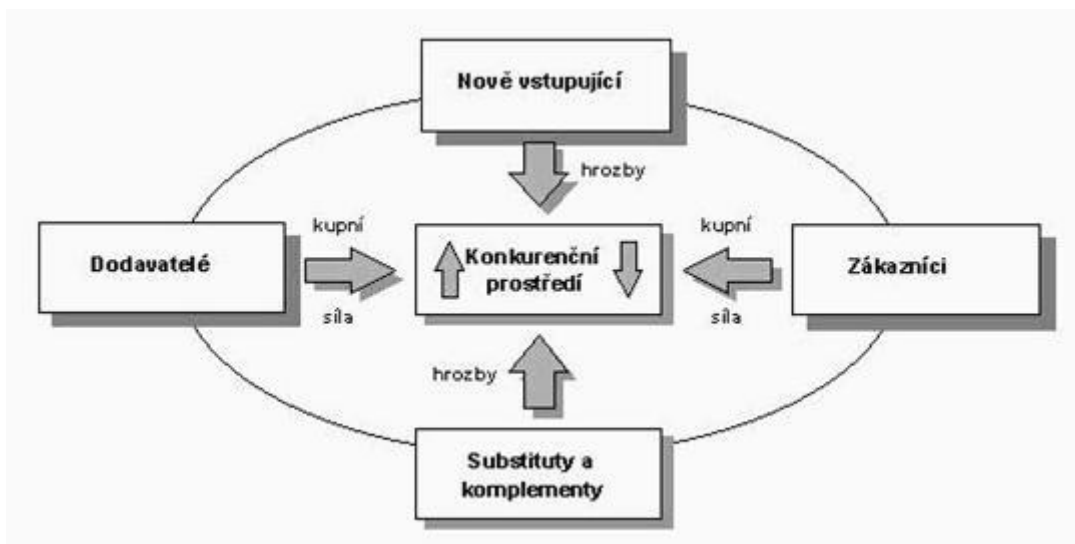 Nově vstupující
hrozby
kupní
Dodavatelé
síla
Konkurenční
prostředí
kupní
Zákazníci
síla
hrozby
Substituty a
komplementy